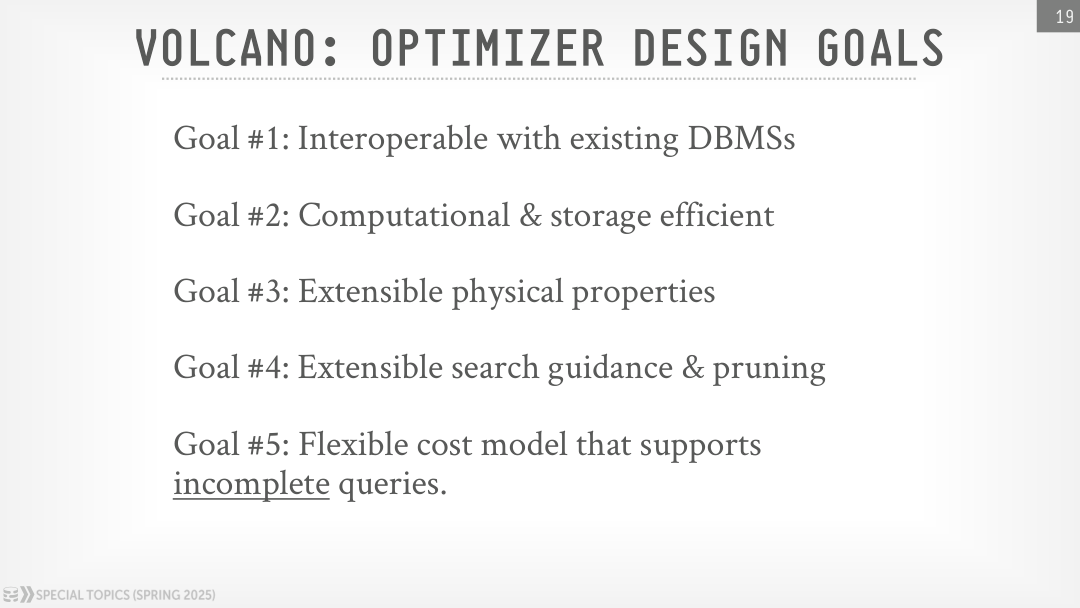 19
VOLCANO: OPTIMIZER DESIGN GOALS
Goal #1: Interoperable with existing DBMSs
Goal #2: Computational & storage efficient
Goal #3: Extensible physical properties
Goal #4: Extensible search guidance & pruning
Goal #5: Flexible cost model that supports
incomplete queries.
SPECIAL TOPICS (SPRING 2025)